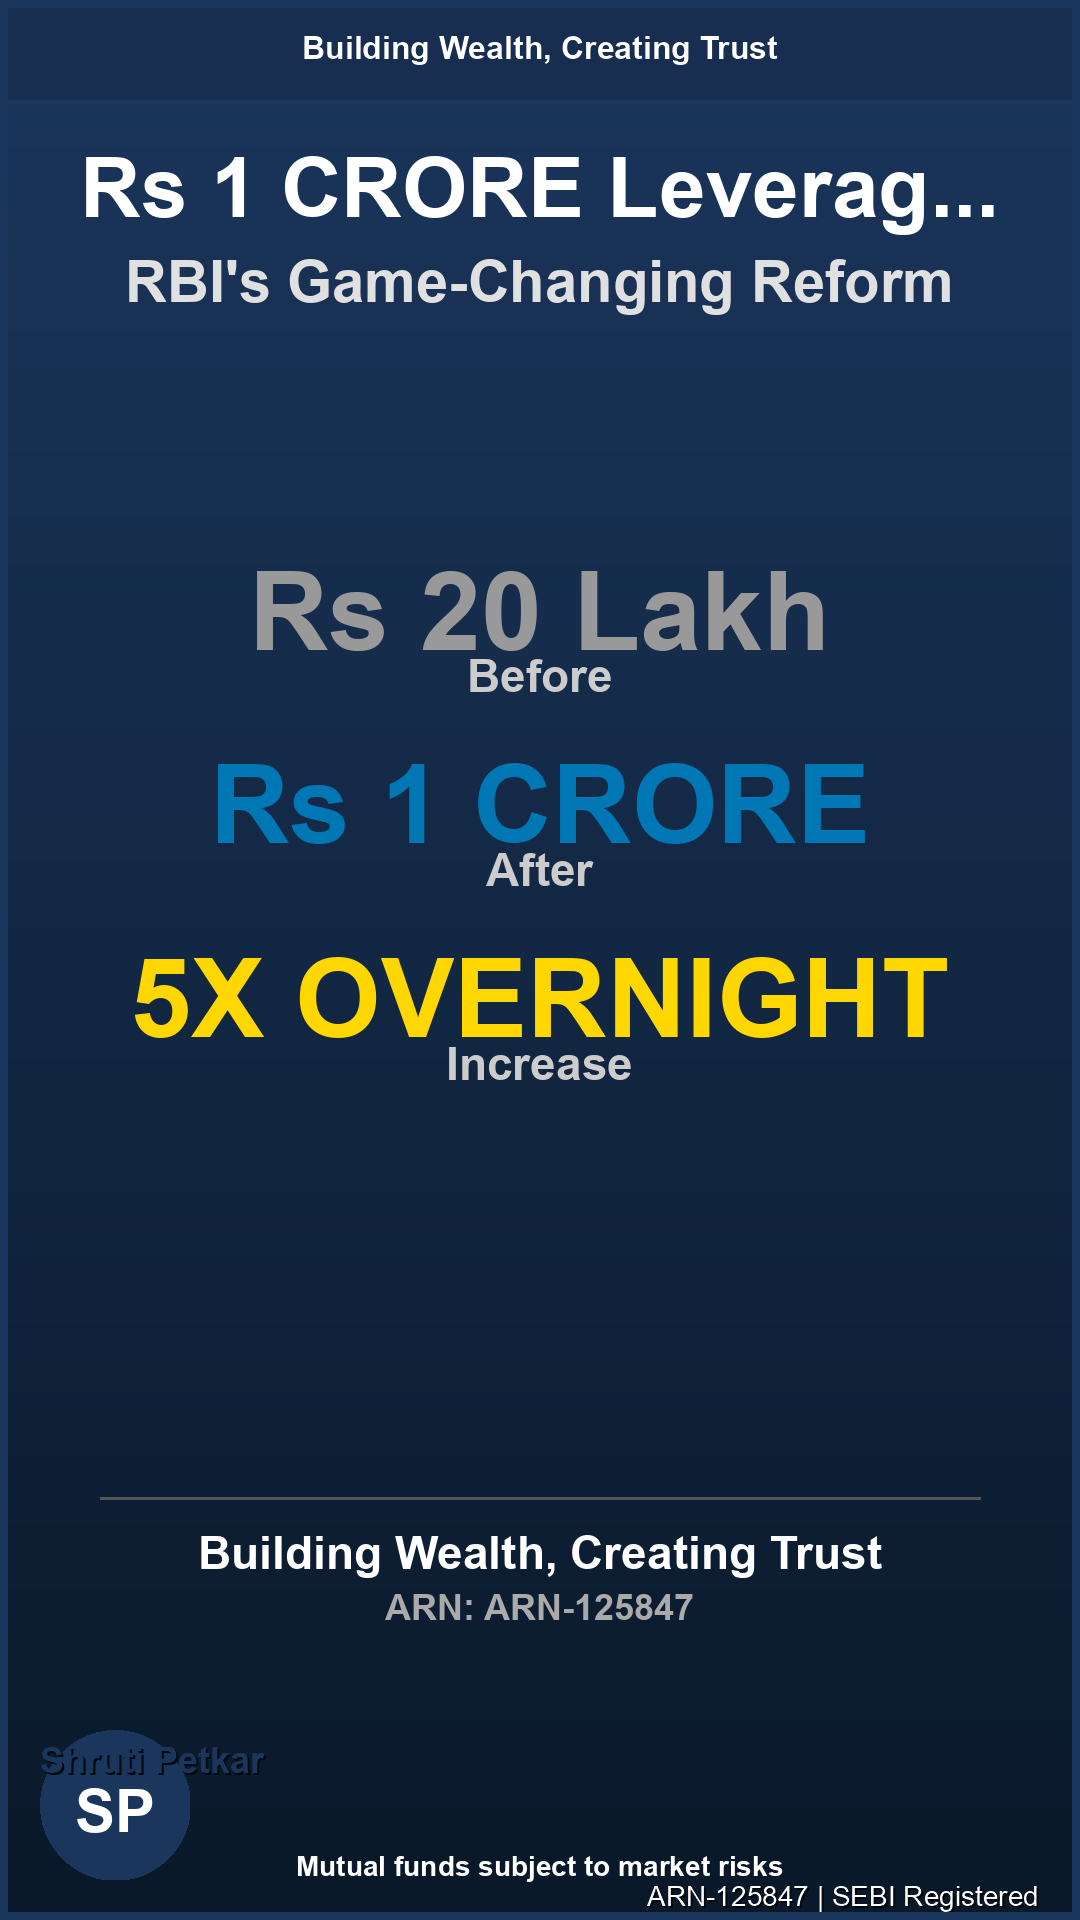 Building Wealth, Creating Trust
Rs 1 CRORE Leverag...
RBI's Game-Changing Reform
Rs 20 Lakh
Before
Rs 1 CRORE
After
5X OVERNIGHT
Increase
Building Wealth, Creating Trust
ARN: ARN-125847
Shruti Petkar
SP
Mutual funds subject to market risks
ARN-125847 | SEBI Registered